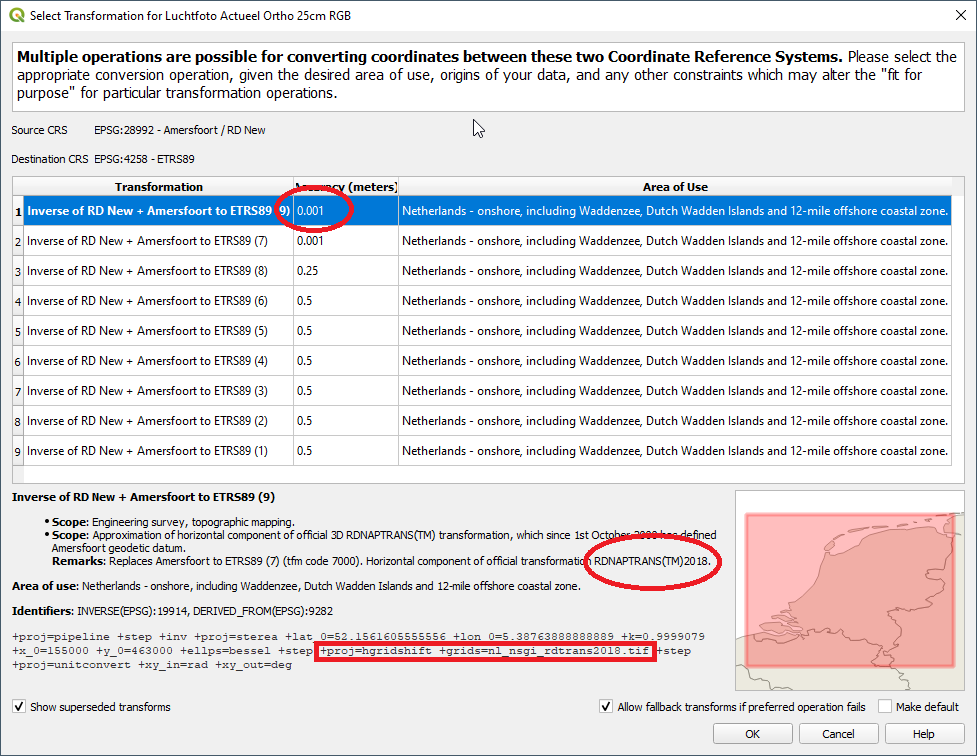 Select Transformation for Luchtfoto Actueel Ortho 25cm RGB
Multiple operations are possible for converting coordinates between these two Coordinate Reference Systems. Please select the
appropriate conversion operation, given the desired area of use, origins of your data, and any other constraints which may alter the "fit for
purpose" for particular transformation operations.
Source CRS EPSG:28992 - Amersfoort / RD New
Destination CRS EPSG:4258 - ETRS89
Transformation (meters) Area of Use
1 Inverse of RD New + Amersfoort to ETRS89 (9) 0.001 Netherlands - onshore, including Waddenzee, Dutch Wadden Islands and 12-mile offshore coastal zone.
2 Inverse of RD New + Amersfoort to ETRS89 (7) 0.001 Netherlands - onshore, including Waddenzee, Dutch Wadden Islands and 12-mile offshore coastal zone.
3 Inverse of RD New + Amersfoort to ETRS89 (8) 0.25 Netherlands - onshore, including Waddenzee, Dutch Wadden Islands and 12-mile offshore coastal zone.
4 Inverse of RD New + Amersfoort to ETRS89 (6) 0.5 Netherlands - onshore, including Waddenzee, Dutch Wadden Islands and 12-mile offshore coastal zone.
5 Inverse of RD New + Amersfoort to ETRS89 (5) 0.5 Netherlands - onshore, including Waddenzee, Dutch Wadden Islands and 12-mile offshore coastal zone.
6 Inverse of RD New + Amersfoort to ETRS89 (4) 0.5 Netherlands - onshore, including Waddenzee, Dutch Wadden Islands and 12-mile offshore coastal zone.
7 Inverse of RD New + Amersfoort to ETRS89 (3) 0.5 Netherlands - onshore, including Waddenzee, Dutch Wadden Islands and 12-mile offshore coastal zone.
8 Inverse of RD New + Amersfoort to ETRS89 (2) 0.5 Netherlands - onshore, including Waddenzee, Dutch Wadden Islands and 12-mile offshore coastal zone.
9 Inverse of RD New + Amersfoort to ETRS89 (1) 0.5 Netherlands - onshore, including Waddenzee, Dutch Wadden Islands and 12-mile offshore coastal zone.
Inverse of RD New + Amersfoort to ETRS89 (9)
• Scope: Engineering survey, topographic mapping.
• Scope: Approximation of horizontal component of official 3D RDNAPTRANS(TM) transformation, which since 1st October has defined
Amersfoort geodetic datum.
Remarks: Replaces Amersfoort to ETRS89 (7) (tfm code 7000). Horizontal component of official transformation RDNAPTRANS(TM)2018.
Area of use: Netherlands - onshore, including Waddenzee, Dutch Wadden Islands and 12-mile offshore coastal zone.
Identifiers: INVERSE(EPSG):19914, DERIVED_FROM(EPSG):9282
+proj=pipeline +step +inv +proj=sterea +lat_0=52.1561605555556 +lon_0=5.38763888888889 +k=0.9999079
+x_0=155000 +y_0=463000 +ellps=bessel +step +proj=hgridshift +grids=nl_nsgi_rdtrans2018.tif +step
+proj=unitconvert +xy_in=rad +xy_out=deg
Show superseded transforms Allow fallback transforms if preferred operation fails Make default
OK Cancel Help